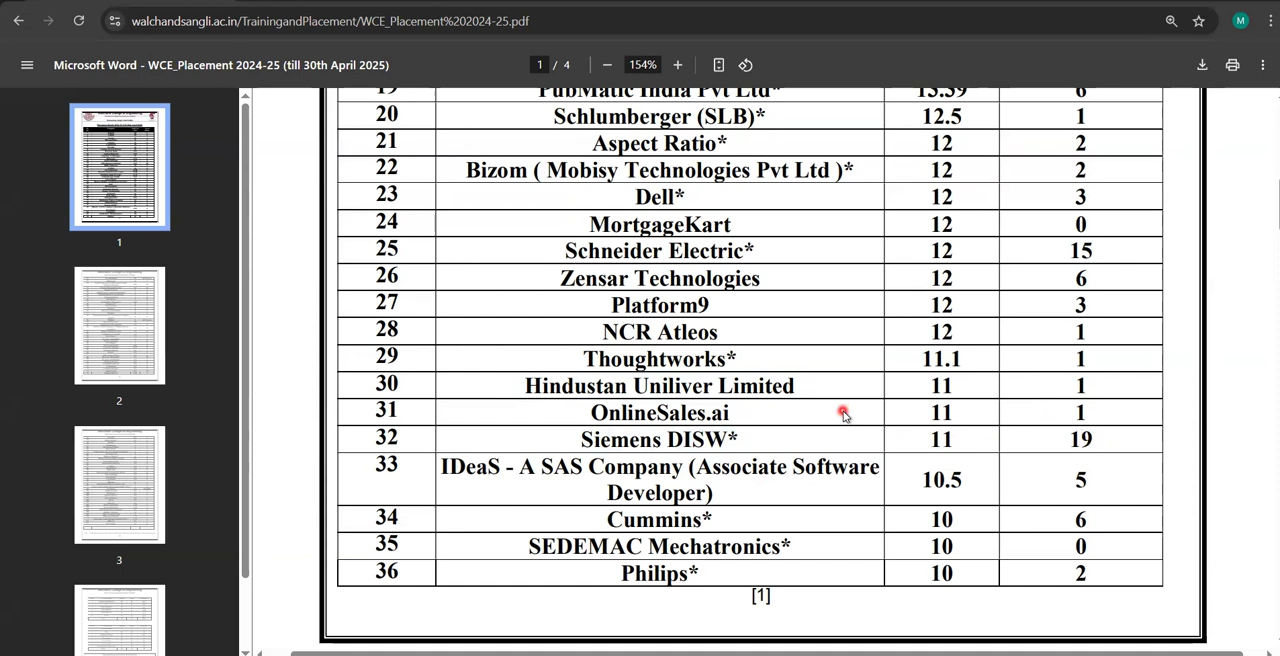 walchandsangli.ac.in/TrainingandPlacement/WCE_Placement%202024-25.pdf
M
Microsoft Word - WCE_Placement 2024-25 (till 30th April 2025)
1 / 4
154%
19 PubMatic India Pvt Ltd* 13.59 6
20 Schlumberger (SLB)* 12.5 1
21 Aspect Ratio* 12 2
22 Bizom ( Mobisy Technologies Pvt Ltd )* 12 2
23 Dell* 12 3
24 MortgageKart 12 0
25 Schneider Electric* 12 15
26 Zensar Technologies 12 6
27 Platform9 12 3
28 NCR Atleos 12 1
29 Thoughtworks* 11.1 1
30 Hindustan Uniliver Limited 11 1
31 OnlineSales.ai 11 1
32 Siemens DISW* 11 19
33 IDeaS - A SAS Company (Associate Software
Developer) 10.5 5
34 Cummins* 10 6
35 SEDEMAC Mechatronics* 10 0
36 Philips* 10 2
[1]
1
2
3